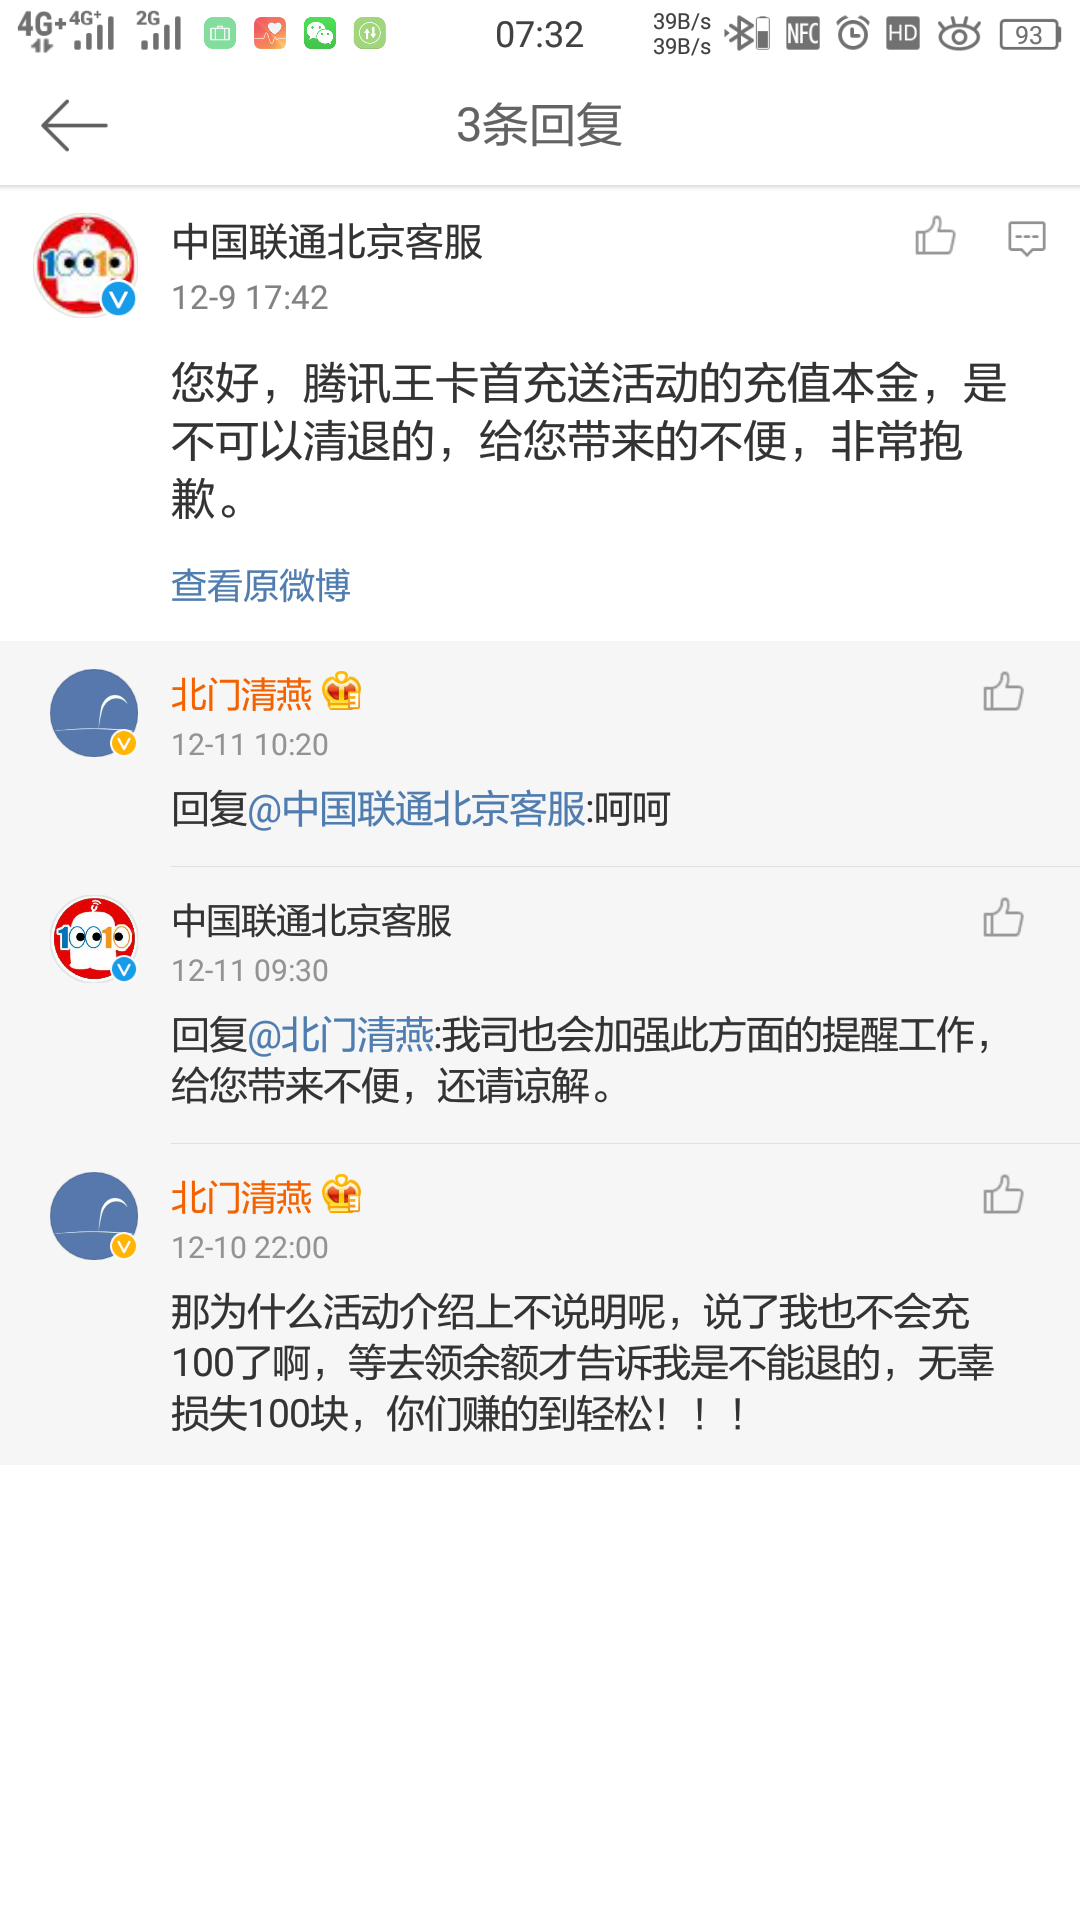 4G+ 4G+ 2G 07:32 39B/s NFC HD 93
39B/s
3条回复
中国联通北京客服
12-9 17:42
您好，腾讯王卡首充送活动的充值本金，是
不可以清退的，给您带来的不便，非常抱
歉。
查看原微博
北门清燕
12-11 10:20
回复@中国联通北京客服:呵呵
中国联通北京客服
12-11 09:30
回复@北门清燕:我司也会加强此方面的提醒工作，
给您带来不便，还请谅解。
北门清燕
12-10 22:00
那为什么活动介绍上不说明呢，说了我也不会充
100了啊，等去领余额才告诉我是不能退的，无辜
损失100块，你们赚的到轻松！！！